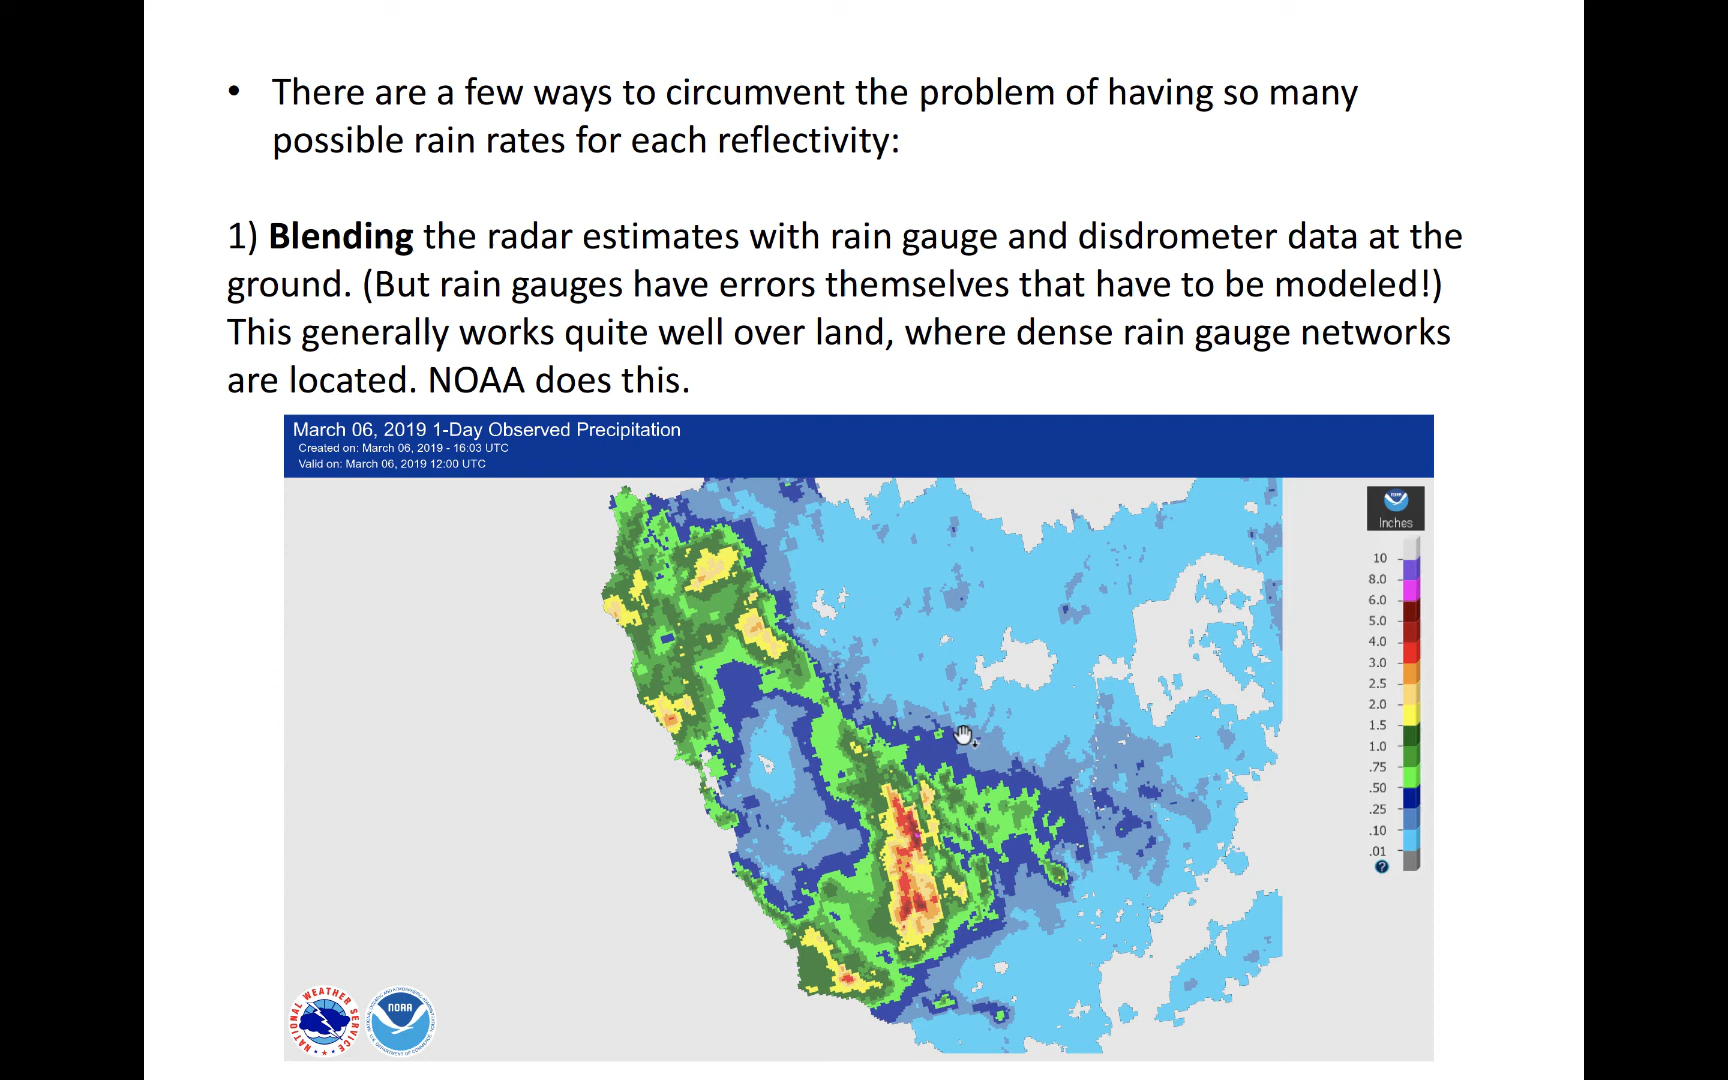 • There are a few ways to circumvent the problem of having so many
possible rain rates for each reflectivity:
1) Blending the radar estimates with rain gauge and disdrometer data at the
ground. (But rain gauges have errors themselves that have to be modeled!)
This generally works quite well over land, where dense rain gauge networks
are located. NOAA does this.
March 06, 2019 1-Day Observed Precipitation
Created on: March 06, 2019 - 16:03 UTC
Valid on: March 06, 2019 12:00 UTC
Inches
10
8.0
6.0
5.0
4.0
3.0
2.5
2.0
1.5
1.0
.75
.50
.25
.10
.01
?
NATIONAL WEATHER SERVICE
NOAA